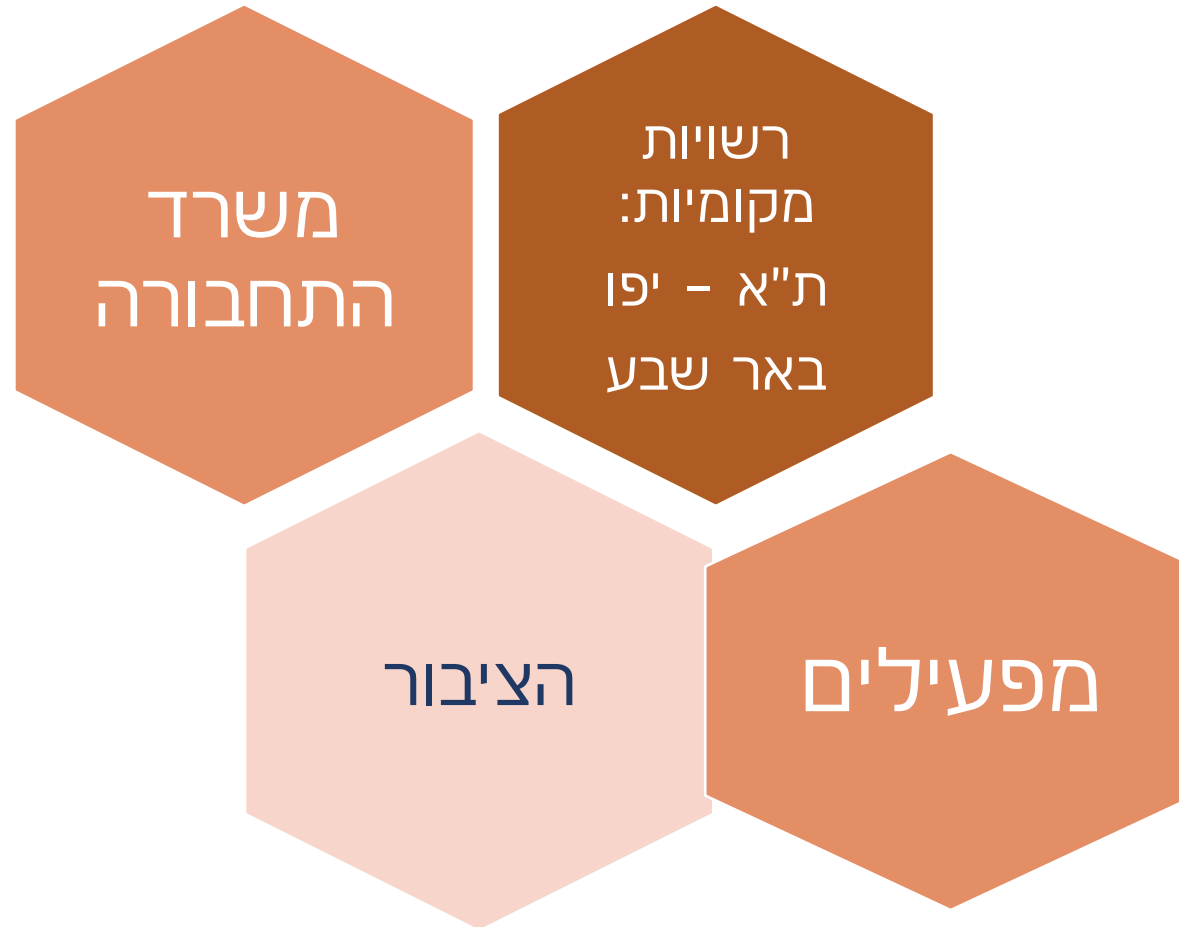 רשויות
מקומיות:
ת"א - יפו
באר שבע
משרד
התחבורה
מפעילים
הציבור